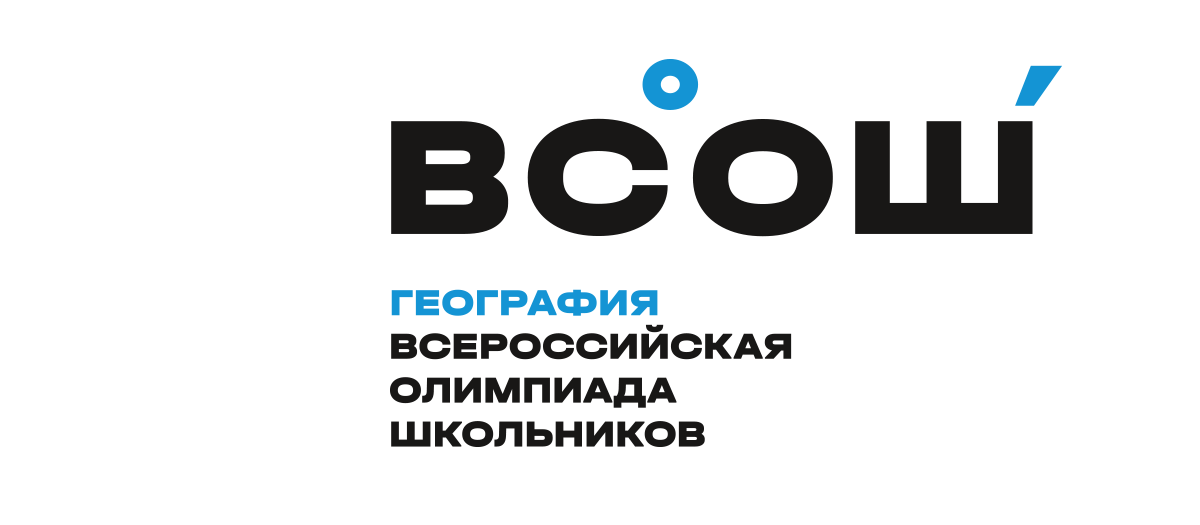 ВСОШ
ГЕОГРАФИЯ
ВСЕРОССИЙСКАЯ
ОЛИМПИАДА
ШКОЛЬНИКОВ